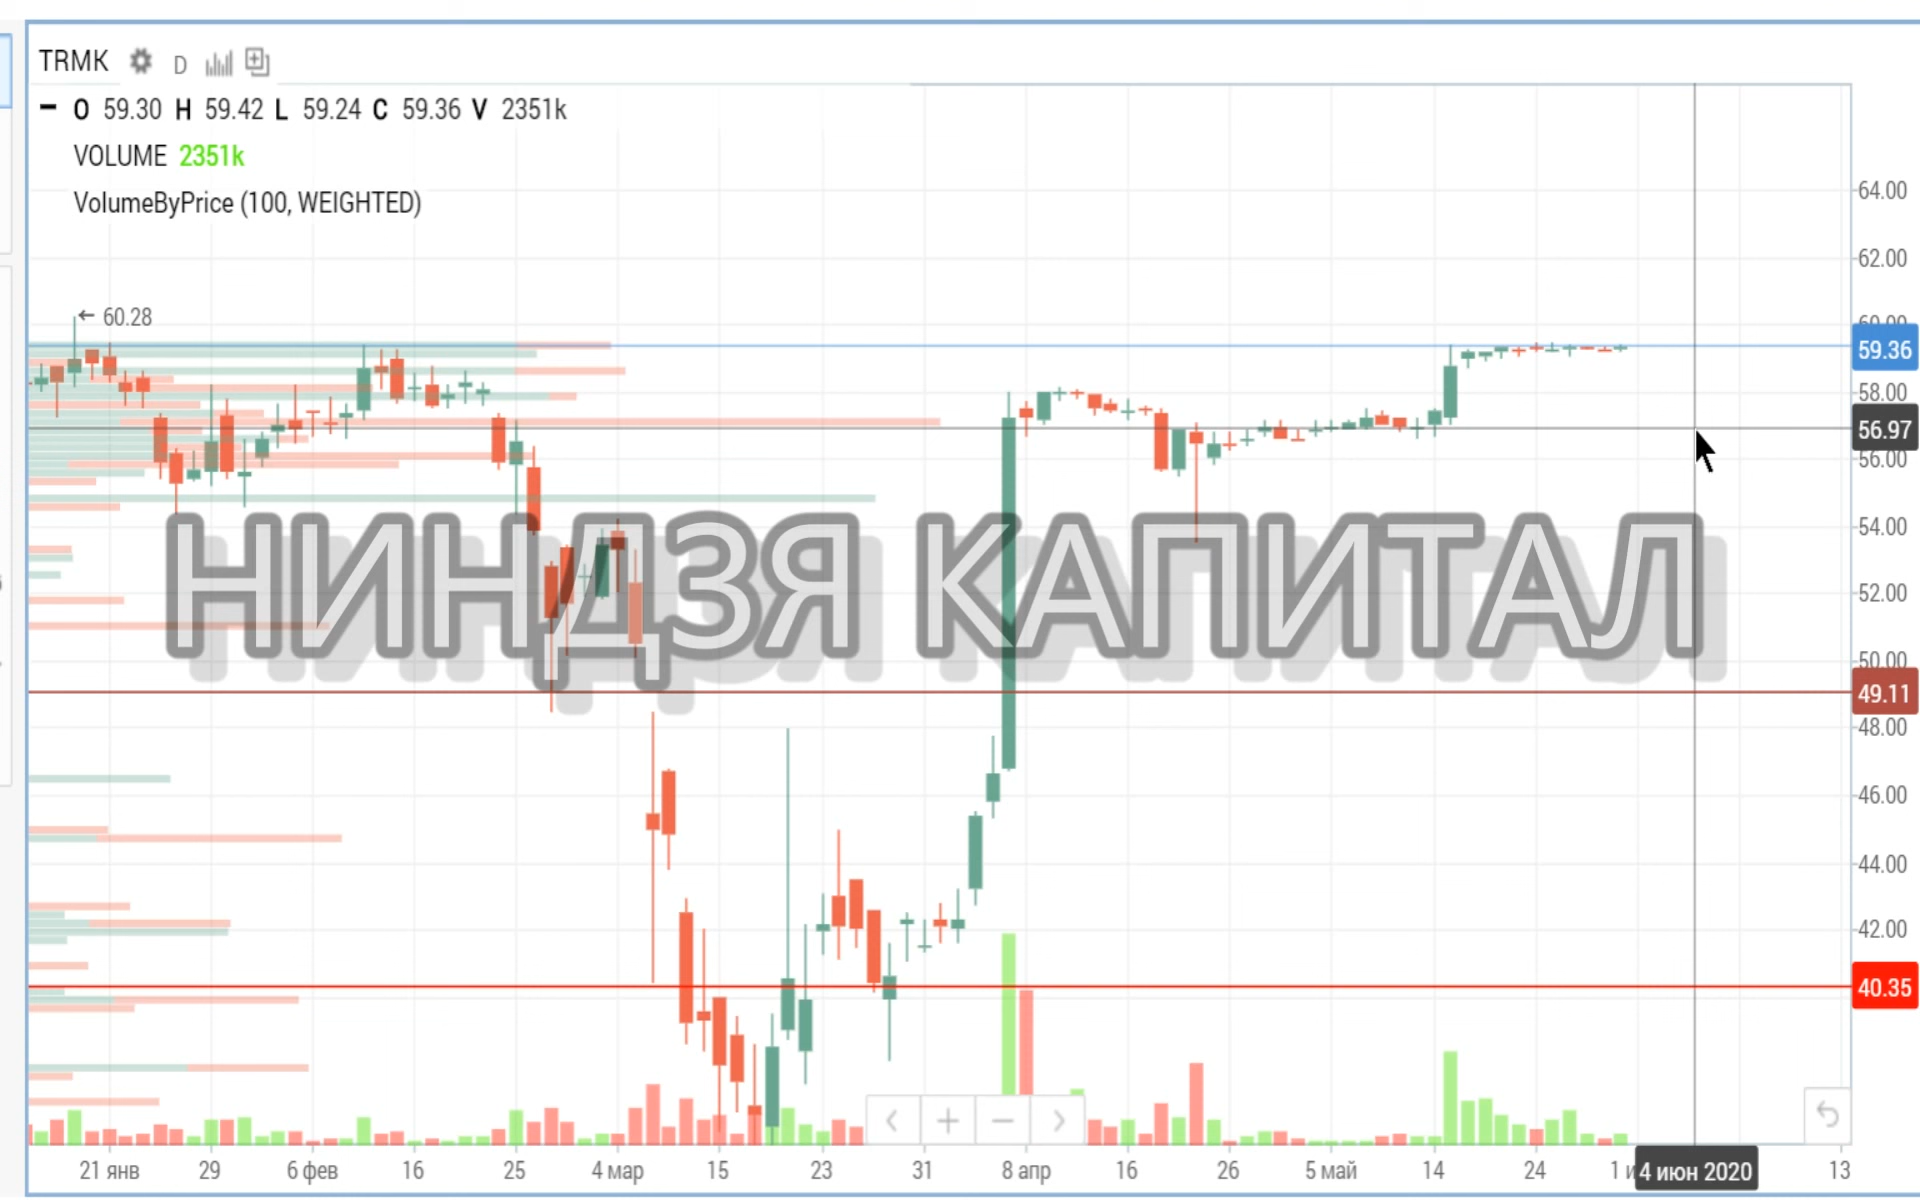 TRMK D
O 59.30 H 59.42 L 59.24 C 59.36 V 2351k
VOLUME 2351k
VolumeByPrice (100, WEIGHTED)
64.00
62.00
← 60.28
60.00
59.36
58.00
56.97
56.00
НИНДЗЯ КАПИТАЛ
54.00
52.00
50.00
49.11
48.00
46.00
44.00
42.00
40.35
21 янв 29 6 фев 16 25 4 мар 15 23 31 8 апр 16 26 5 май 14 24 1 4 июн 2020 13